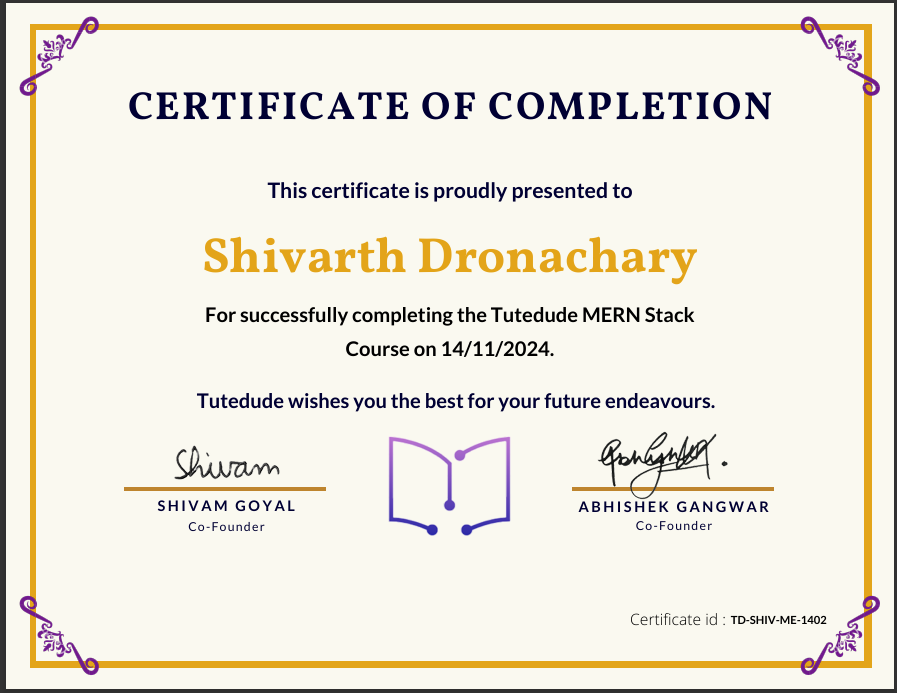 CERTIFICATE OF COMPLETION
This certificate is proudly presented to
Shivarth Dronachary
For successfully completing the Tutedude MERN Stack
Course on 14/11/2024.
Tutedude wishes you the best for your future endeavours.
Shivam
SHIVAM GOYAL
Co-Founder
ABHISHEK GANGWAR
Co-Founder
Certificate id : TD-SHIV-ME-1402